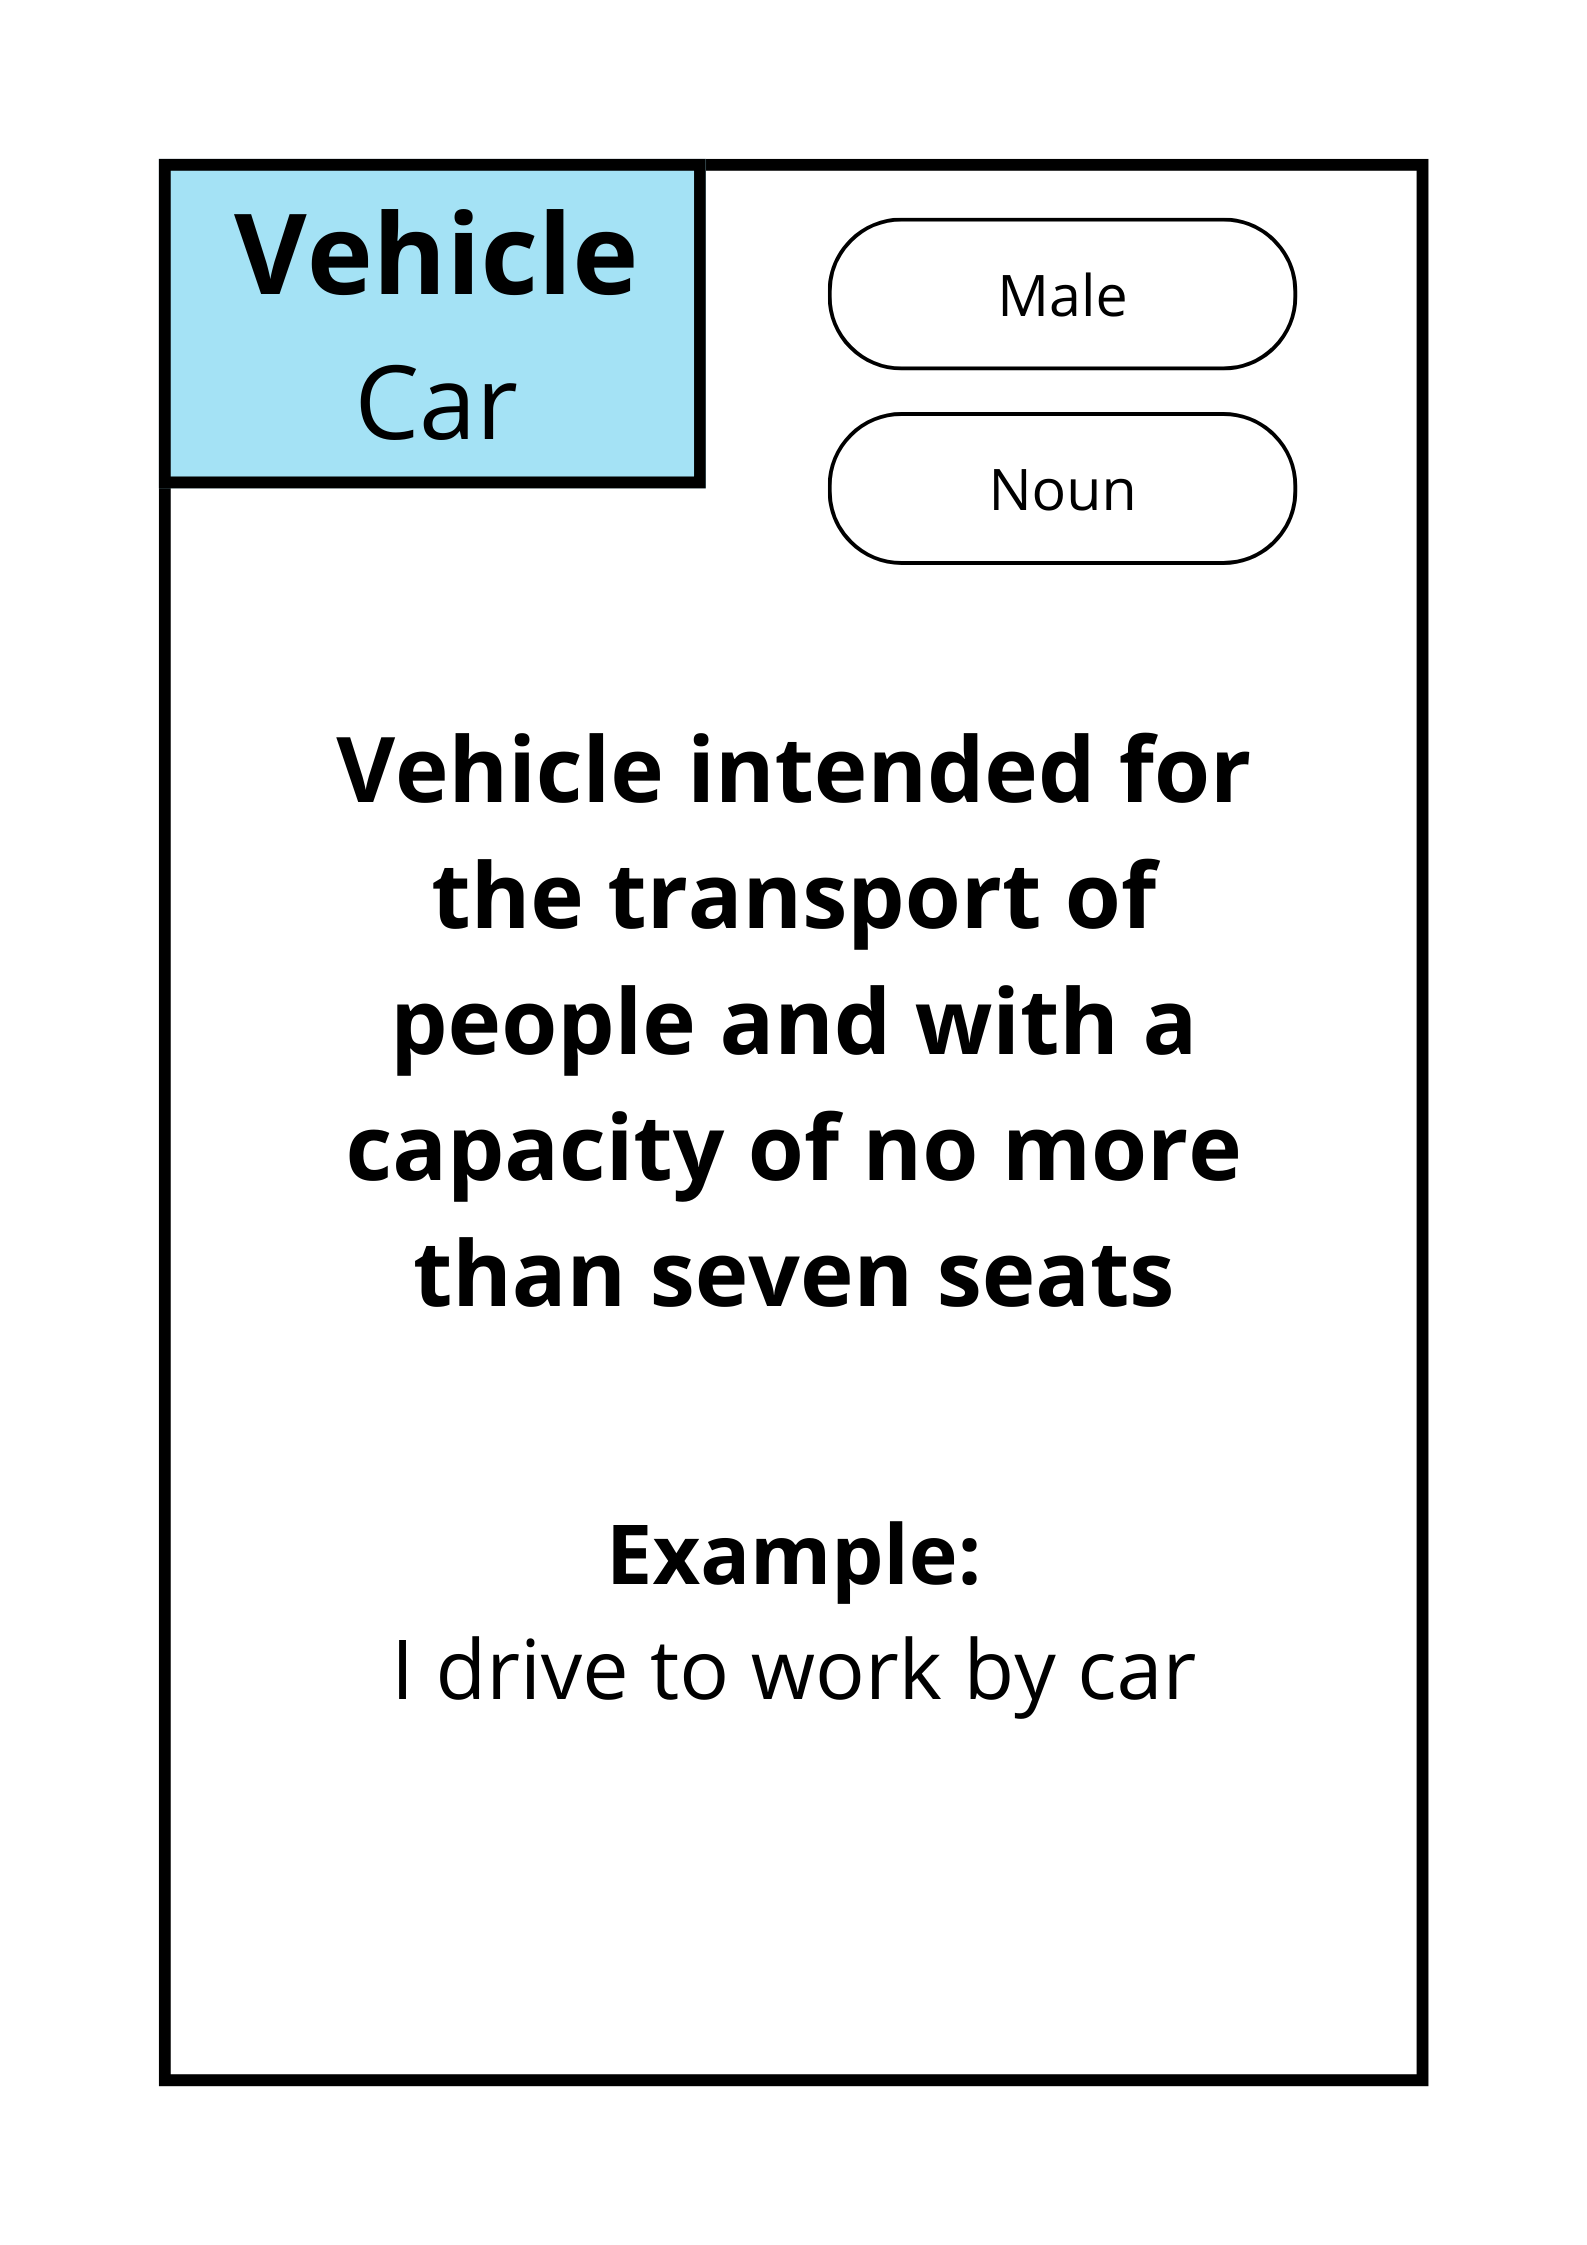 Vehicle
Car
Male
Noun
Vehicle intended for
the transport of
people and with a
capacity of no more
than seven seats
Example:
I drive to work by car